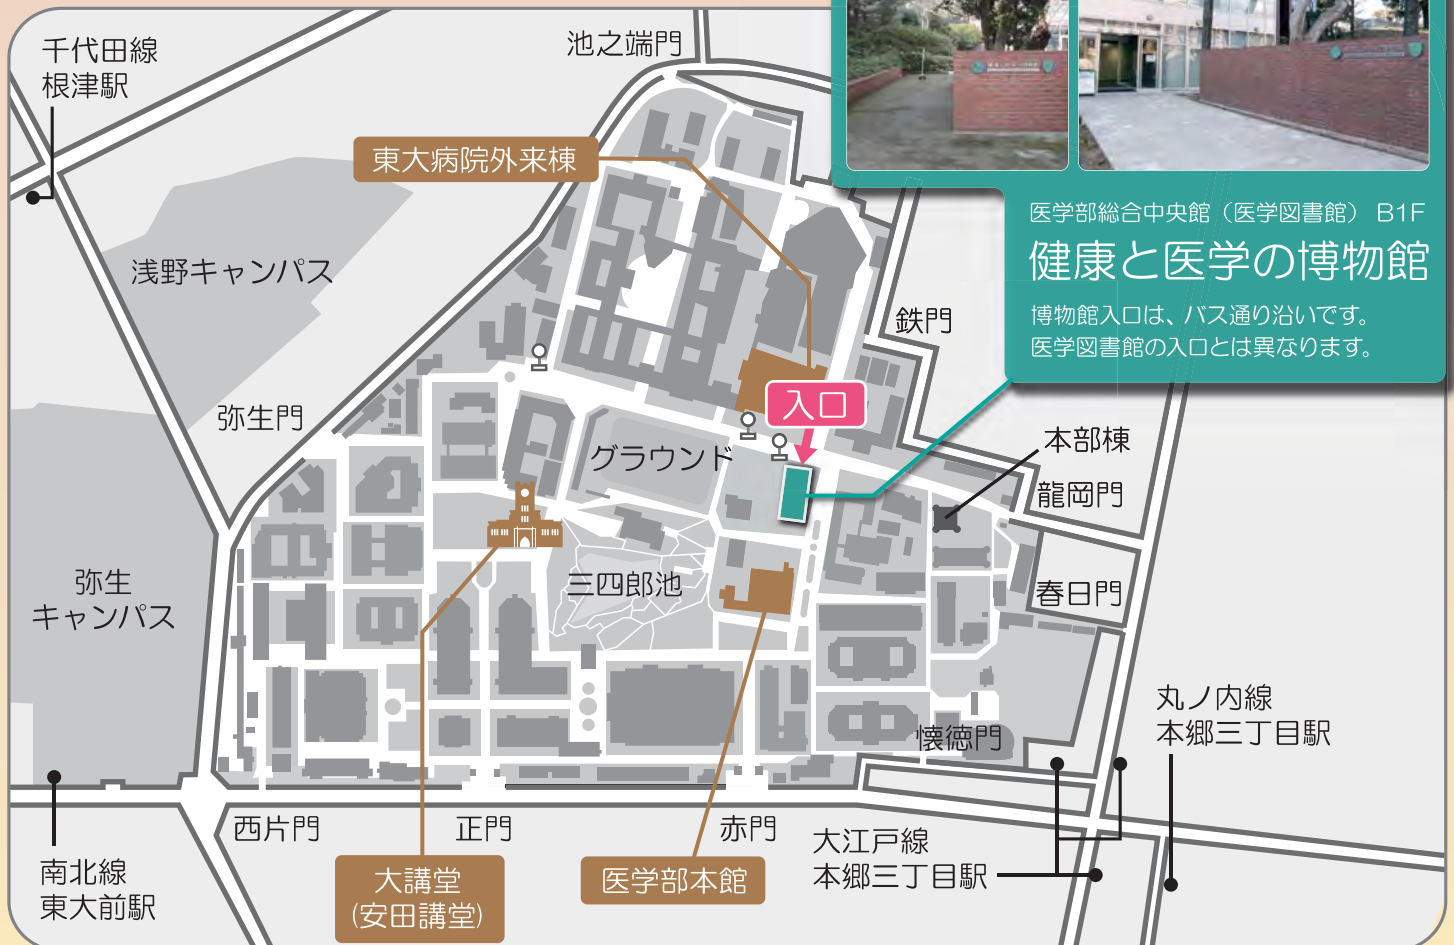 千代田線
根津駅
池之端門
東大病院外来棟
医学部総合中央館（医学図書館） B1F
健康と医学の博物館
博物館入口は、バス通り沿いです。
医学図書館の入口とは異なります。
浅野キャンパス
鉄門
弥生門
入口
グラウンド
本部棟
龍岡門
弥生
キャンパス
三四郎池
春日門
丸ノ内線
本郷三丁目駅
懐徳門
西片門
正門
赤門
大江戸線
本郷三丁目駅
南北線
東大前駅
大講堂
(安田講堂)
医学部本館